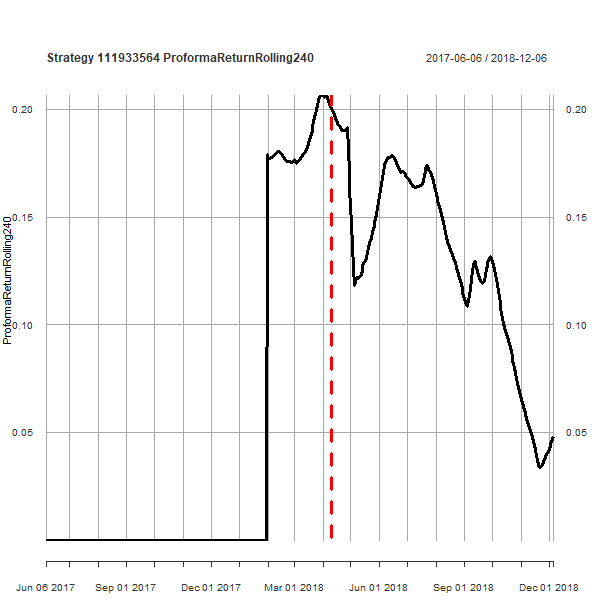 Strategy 111933564 ProformaReturnRolling240
2017-06-06 / 2018-12-06
0.20
0.20
0.15
0.15
0.10
0.10
0.05
0.05
ProformaReturnRolling240
Jun 06 2017
Sep 01 2017
Dec 01 2017
Mar 01 2018
Jun 01 2018
Sep 01 2018
Dec 01 2018